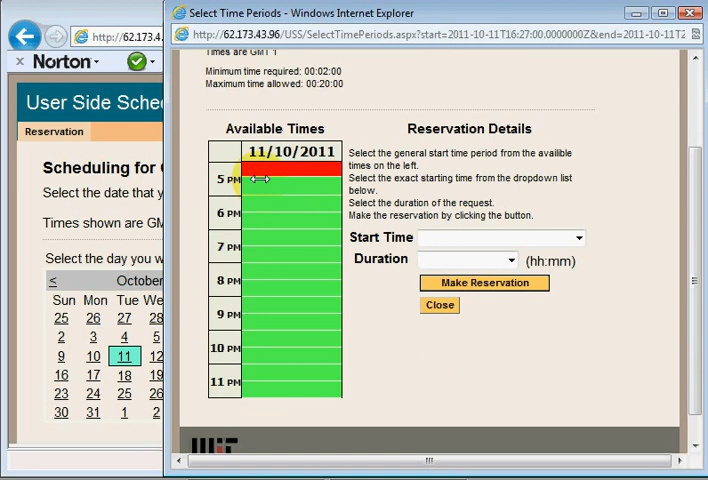 Select Time Periods - Windows Internet Explorer
http://62.173.4
http://62.173.43.96/USS/SelectTimePeriods.aspx?start=2011-10-11T16:27:00.0000000Z&end=2011-10-11T2
× Norton
Times are GMT 1
Minimum time required: 00:02:00
Maximum time allowed: 00:20:00
User Side Sche
Reservation
Scheduling for
Select the date that y
Times shown are GM
Select the day you w
< October
Sun Mon Tue We
25 26 27 28
2 3 4 5
9 10 11 12
16 17 18 19
23 24 25 26
30 31 1 2
Available Times
11/10/2011
5 PM
6 PM
7 PM
8 PM
9 PM
10 PM
11 PM
Reservation Details
Select the general start time period from the availible
times on the left.
Select the exact starting time from the dropdown list
below.
Select the duration of the request.
Make the reservation by clicking the button.
Start Time
Duration (hh:mm)
Make Reservation
Close